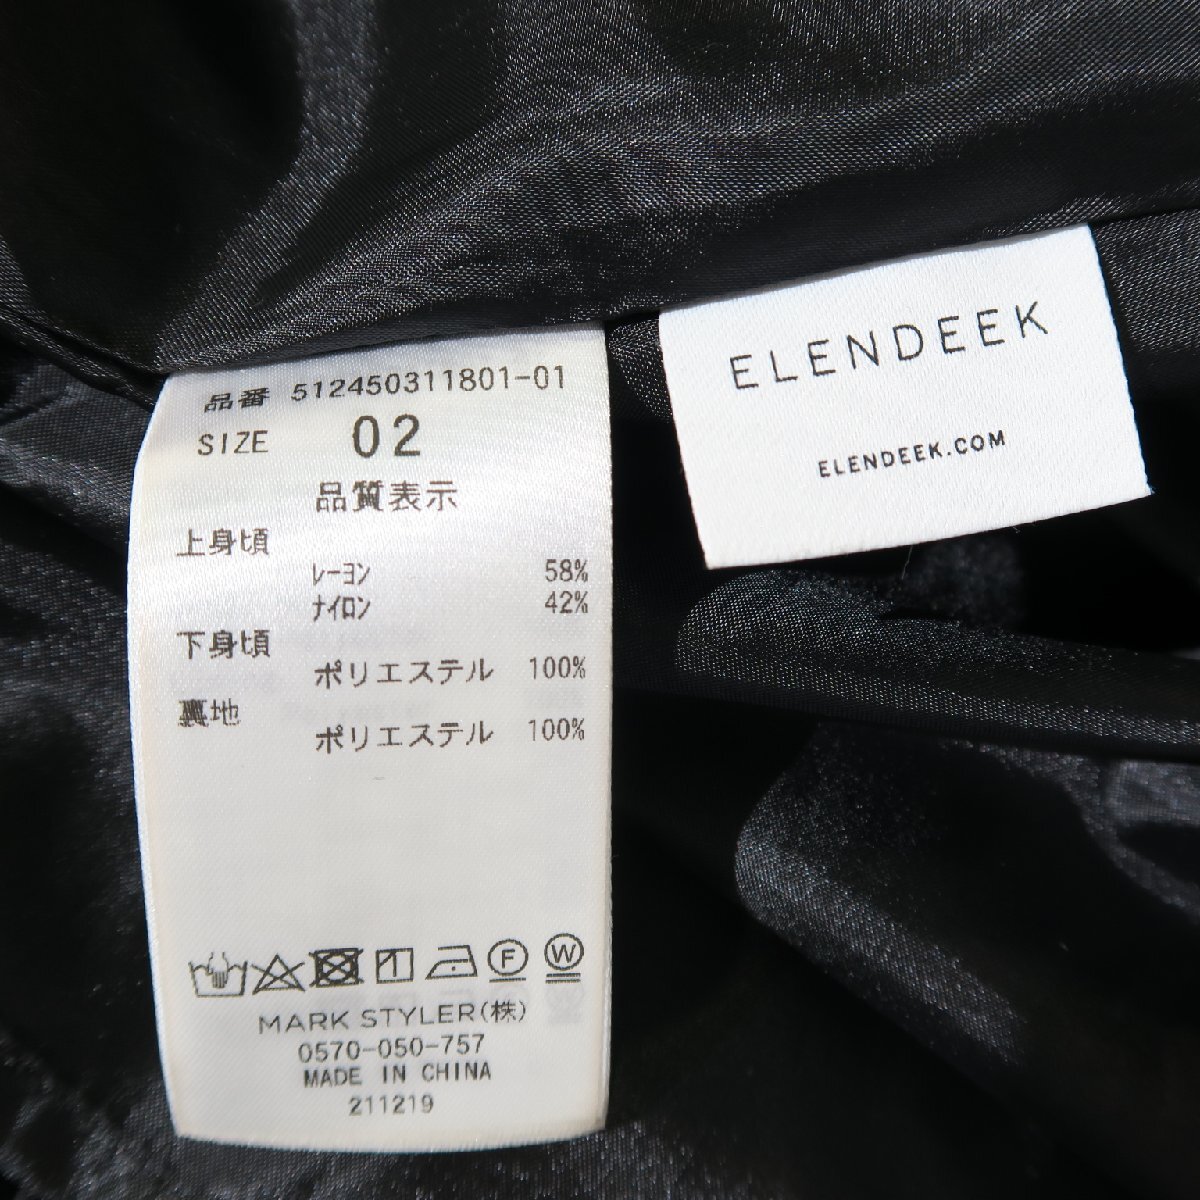 品番 512450311801-01
SIZE 02
品質表示
上身頃
レーヨン 58%
ナイロン 42%
下身頃
ポリエステル 100%
裏地
ポリエステル 100%
F W
MARK STYLER(株)
0570-050-757
MADE IN CHINA
211219
ELENDEEK
ELENDEEK.COM